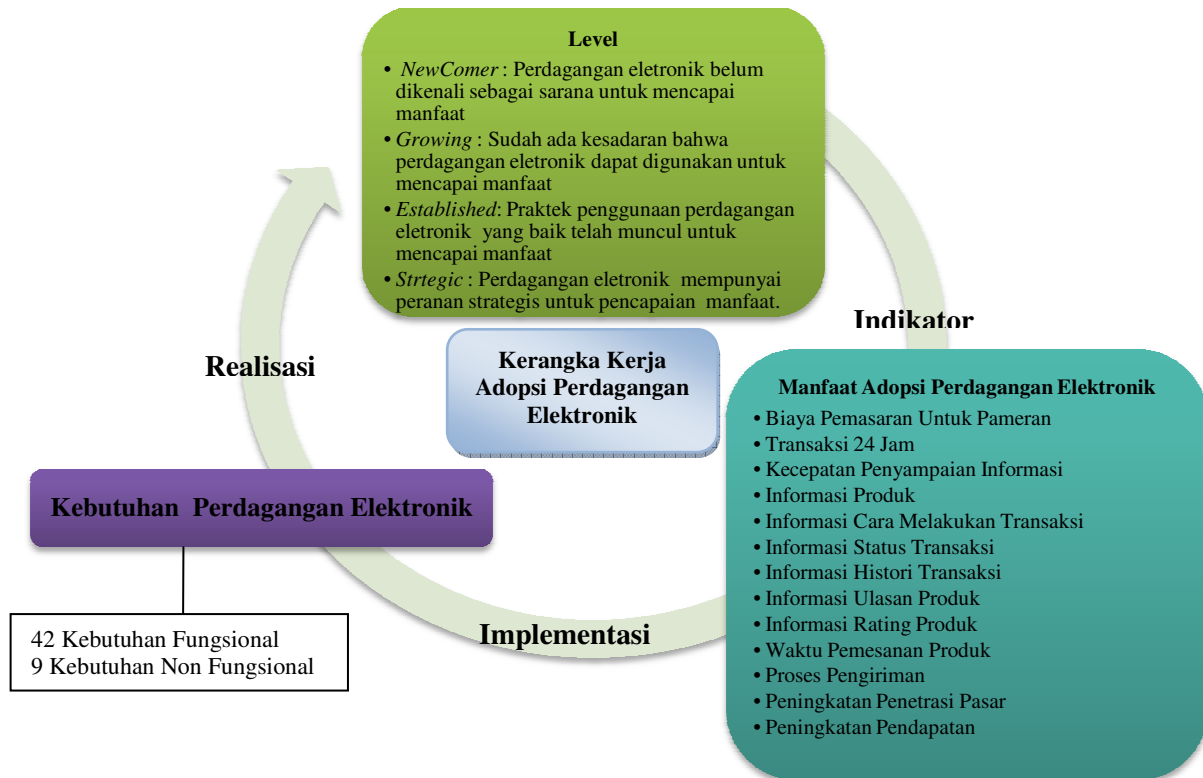 Level
• NewComer : Perdagangan eletronik belum
dikenali sebagai sarana untuk mencapai
manfaat
• Growing : Sudah ada kesadaran bahwa
perdagangan eletronik dapat digunakan untuk
mencapai manfaat
• Established: Praktek penggunaan perdagangan
eletronik yang baik telah muncul untuk
mencapai manfaat
• Strtegic : Perdagangan eletronik mempunyai
peranan strategis untuk pencapaian manfaat.
Indikator
Manfaat Adopsi Perdagangan Elektronik
• Biaya Pemasaran Untuk Pameran
• Transaksi 24 Jam
• Kecepatan Penyampaian Informasi
• Informasi Produk
• Informasi Cara Melakukan Transaksi
• Informasi Status Transaksi
• Informasi Histori Transaksi
• Informasi Ulasan Produk
• Informasi Rating Produk
• Waktu Pemesanan Produk
• Proses Pengiriman
• Peningkatan Penetrasi Pasar
• Peningkatan Pendapatan
Implementasi
Kebutuhan Perdagangan Elektronik
42 Kebutuhan Fungsional
9 Kebutuhan Non Fungsional
Realisasi
Kerangka Kerja
Adopsi Perdagangan
Elektronik